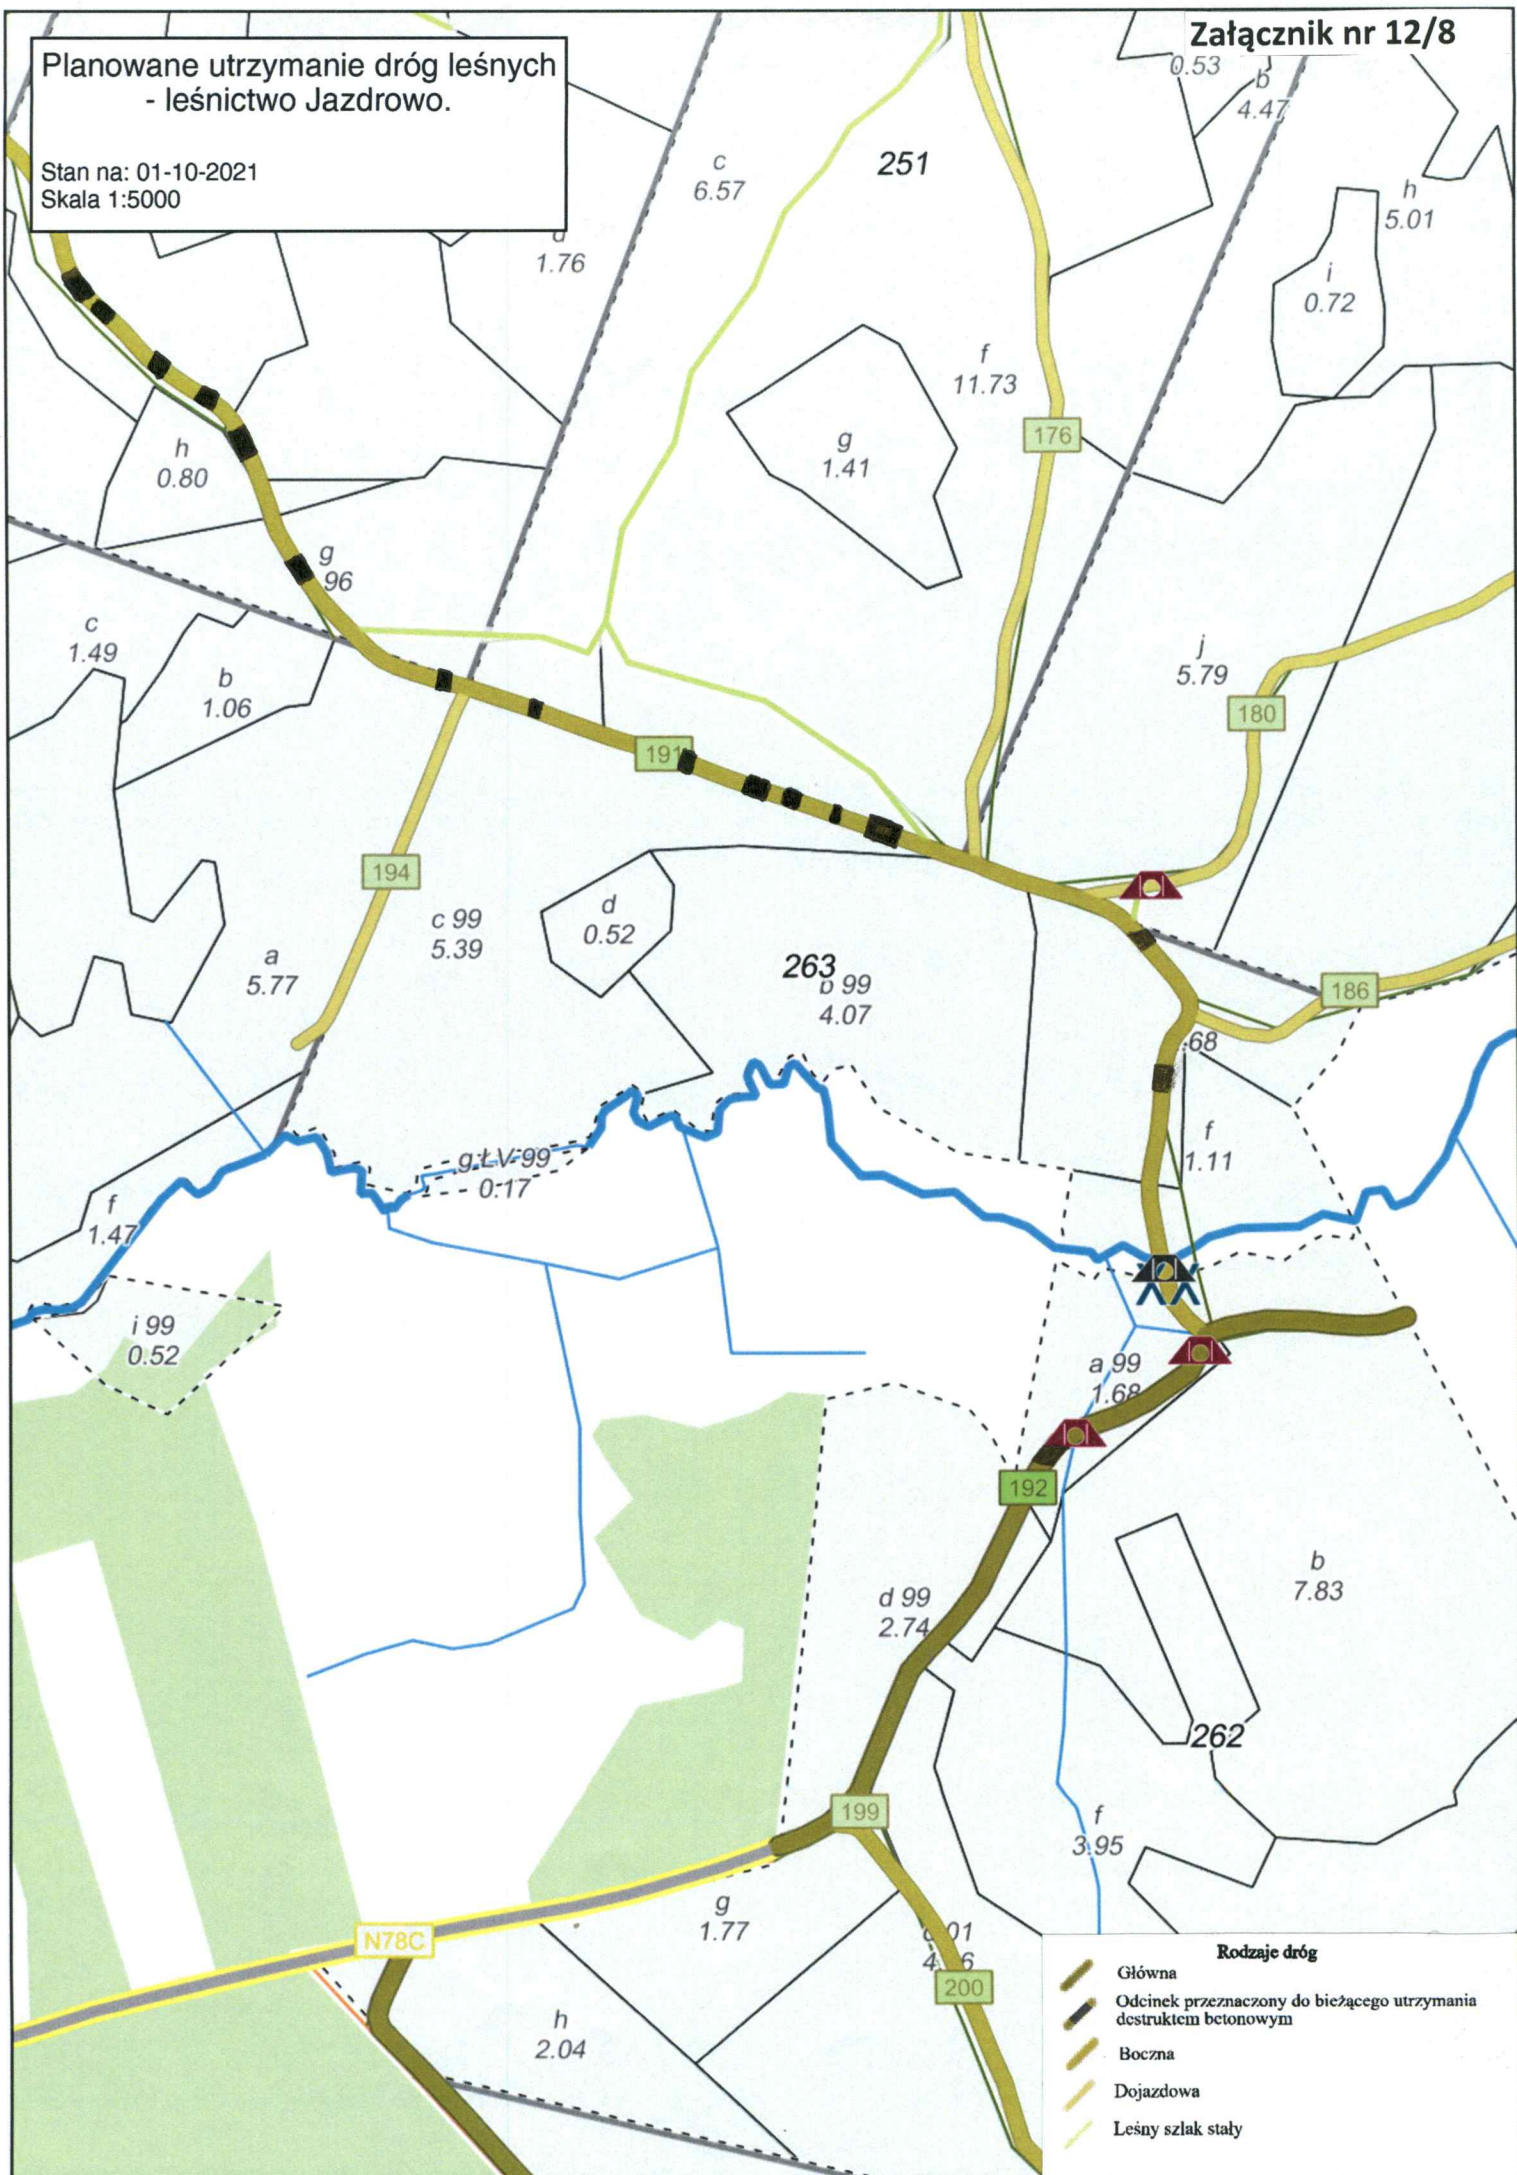 Załącznik nr 12/8
Planowane utrzymanie dróg leśnych
- leśnictwo Jazdrowo.
Stan na: 01-10-2021
Skala 1:5000
0.53
b
4.47
c
6.57
251
h
5.01
d
1.76
i
0.72
f
11.73
176
g
1.41
h
0.80
g
96
c
1.49
b
1.06
j
5.79
180
191
194
c 99
5.39
d
0.52
a
5.77
263
b 99
4.07
186
.68
f
1.11
g ŁV 99
0.17
f
1.47
i 99
0.52
a 99
1.68
192
b
7.83
d 99
2.74
262
199
f
3.95
g
1.77
N78C
01
4 6
200
h
2.04
Rodzaje dróg
Główna
Odcinek przeznaczony do bieżącego utrzymania
destruktem betonowym
Boczna
Dojazdowa
Leśny szlak stały